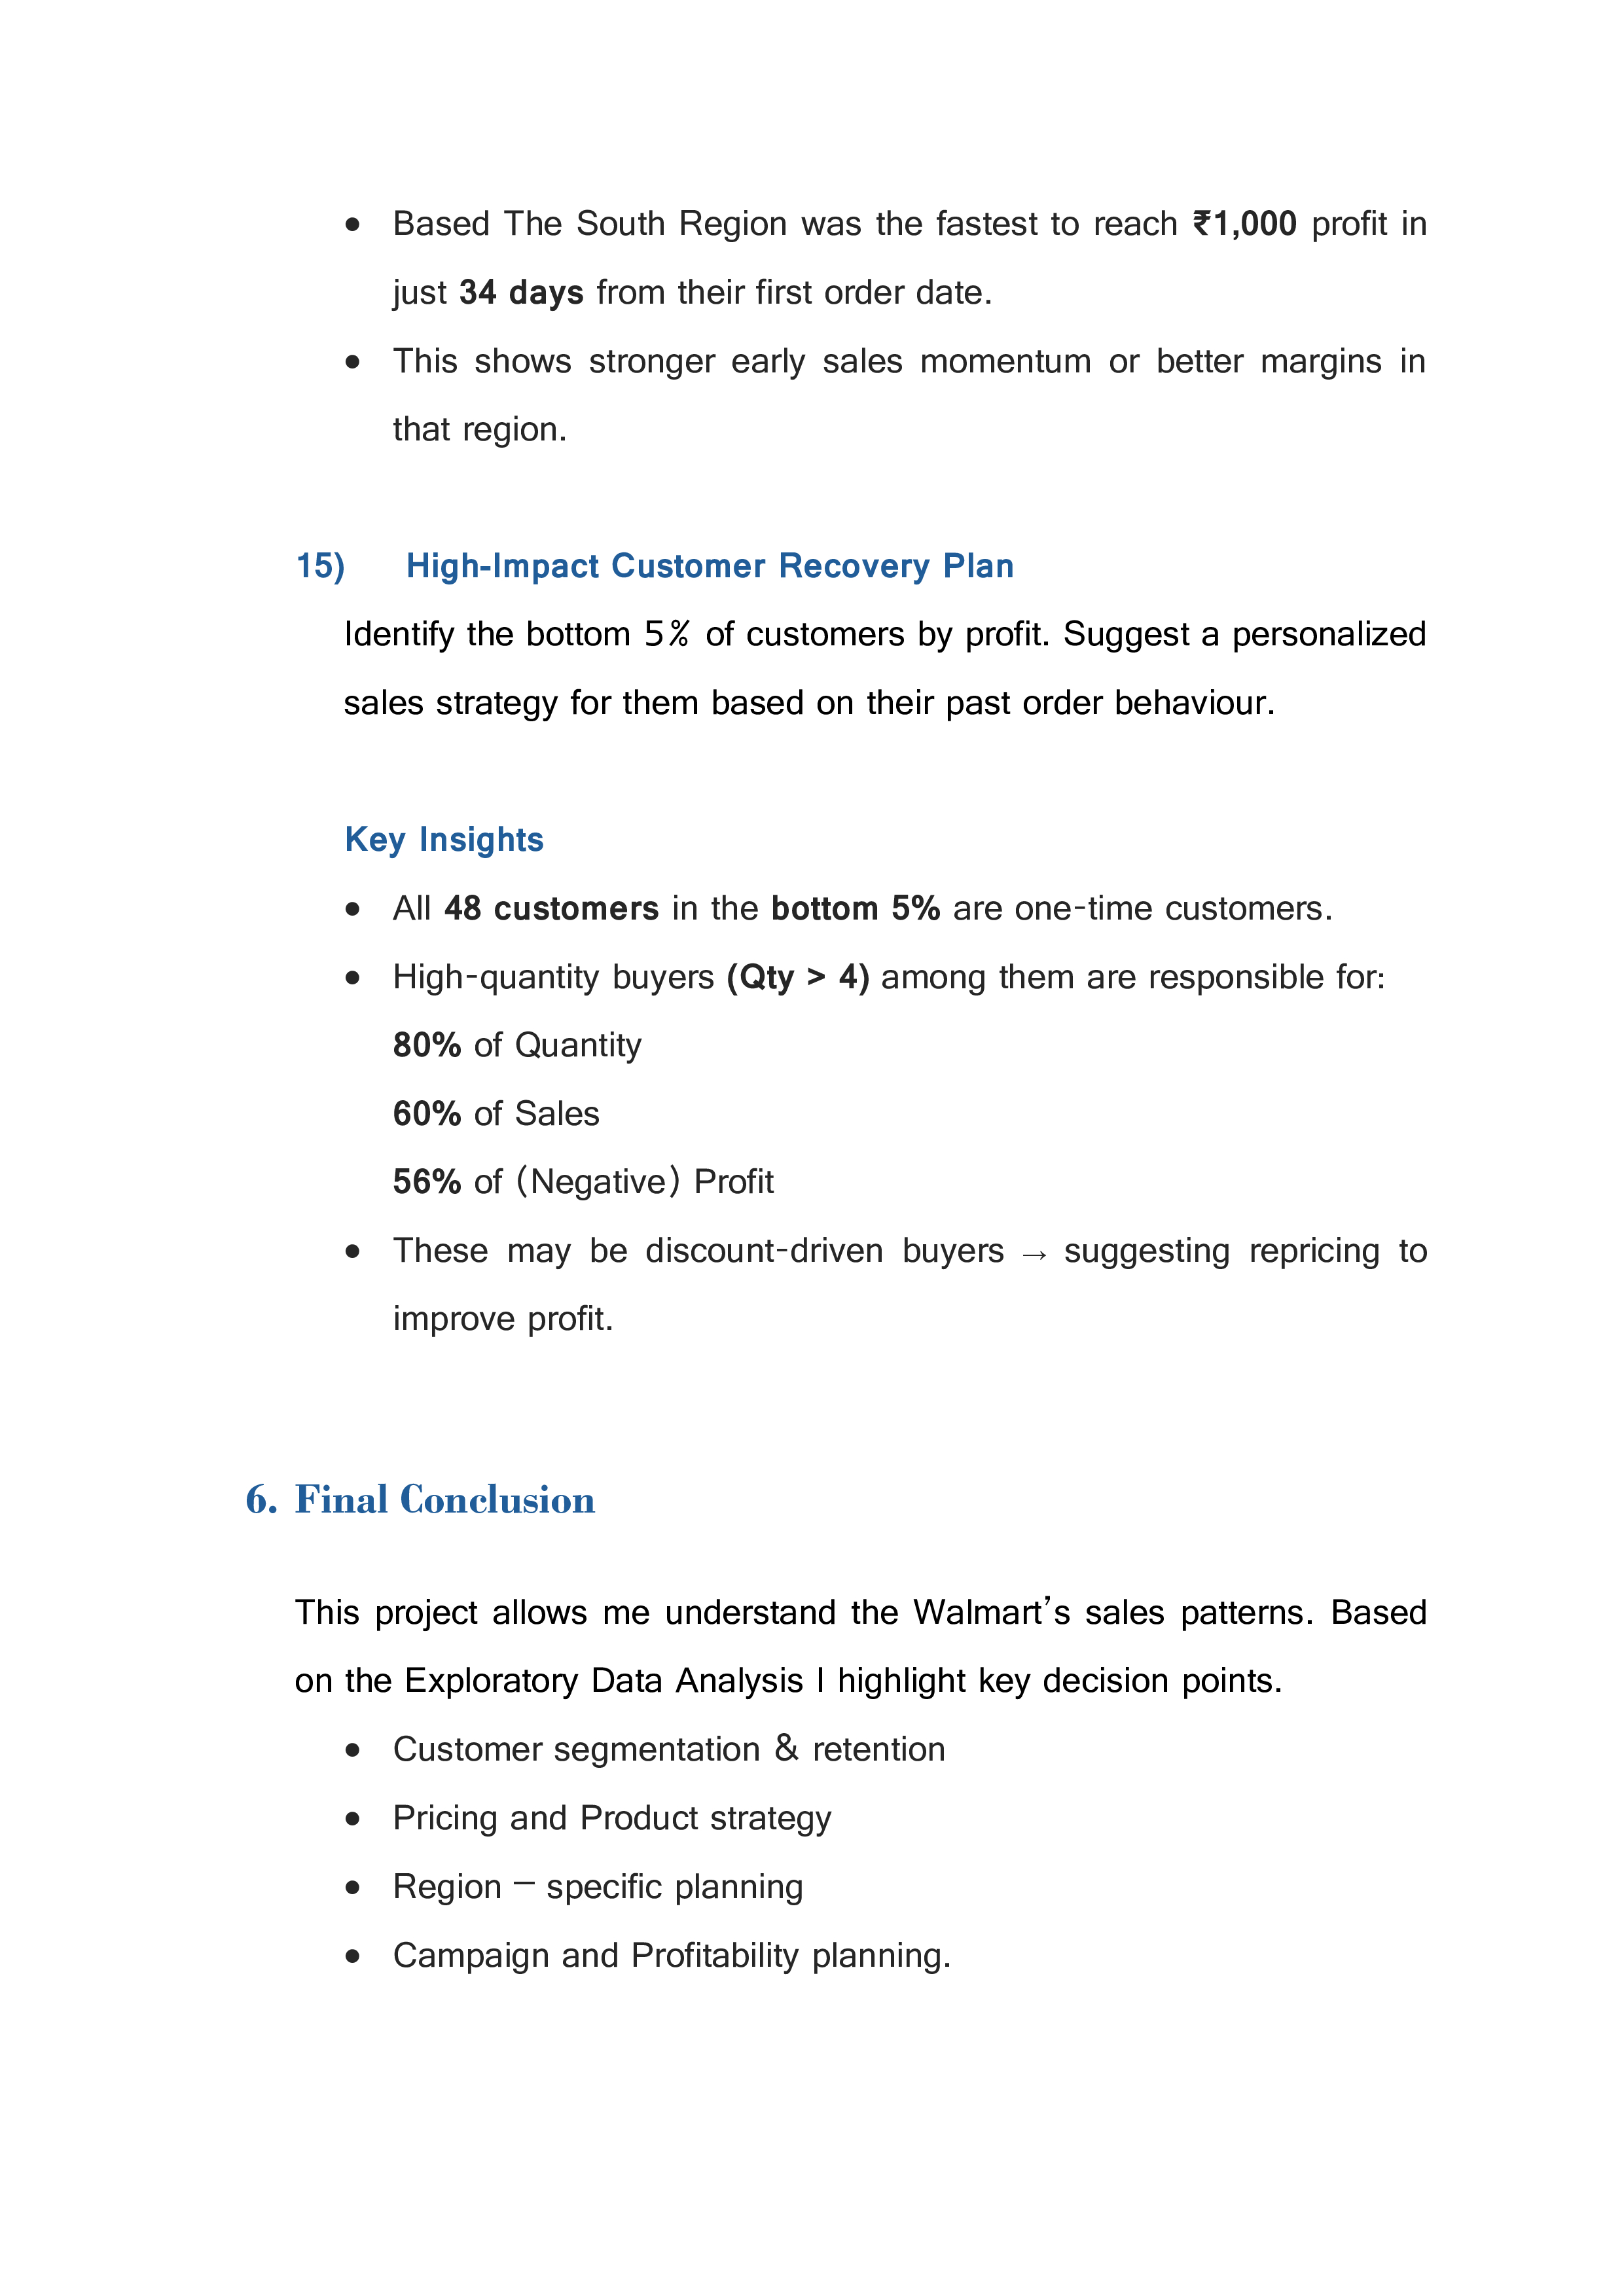 • Based The South Region was the fastest to reach ₹1,000 profit in
just 34 days from their first order date.
• This shows stronger early sales momentum or better margins in
that region.
15) High-Impact Customer Recovery Plan
Identify the bottom 5% of customers by profit. Suggest a personalized
sales strategy for them based on their past order behaviour.
Key Insights
• All 48 customers in the bottom 5% are one-time customers.
• High-quantity buyers (Qty > 4) among them are responsible for:
80% of Quantity
60% of Sales
56% of (Negative) Profit
• These may be discount-driven buyers → suggesting repricing to
improve profit.
6. Final Conclusion
This project allows me understand the Walmart’s sales patterns. Based
on the Exploratory Data Analysis I highlight key decision points.
• Customer segmentation & retention
• Pricing and Product strategy
• Region – specific planning
• Campaign and Profitability planning.